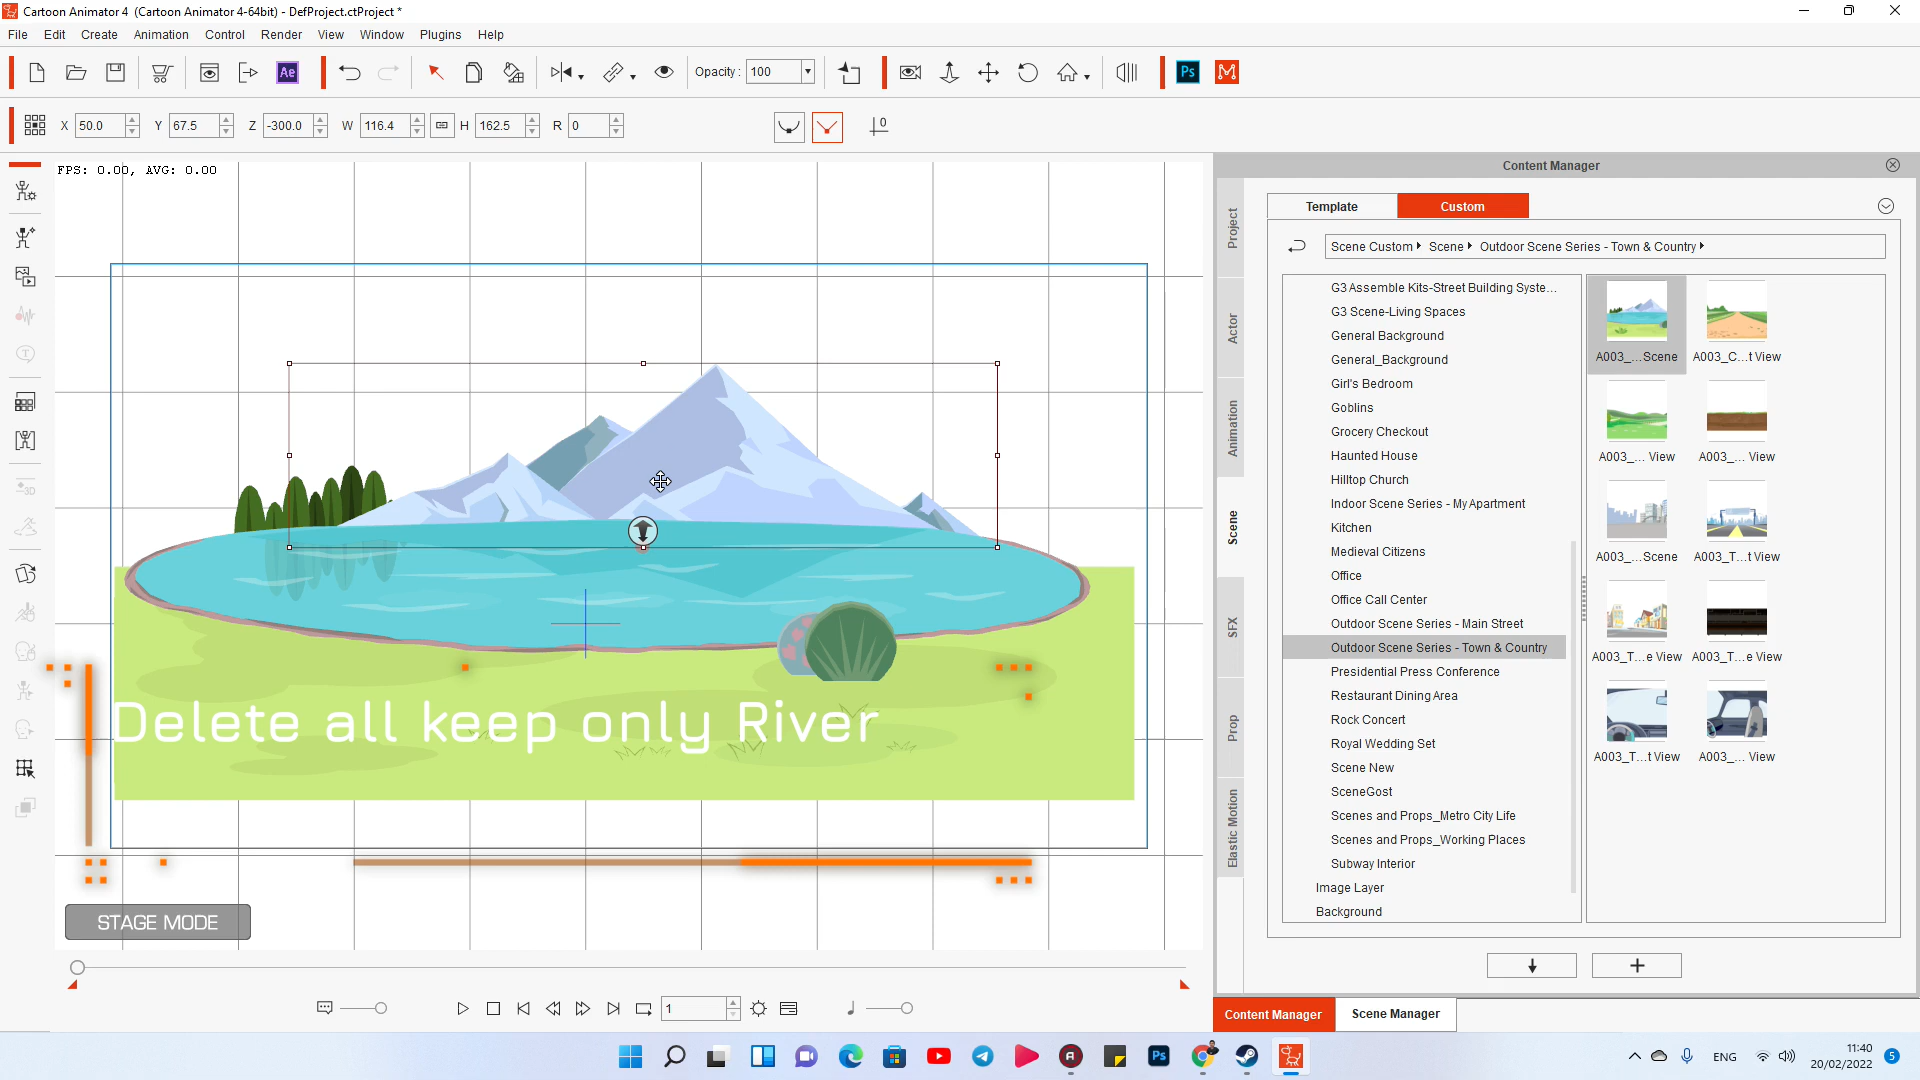 Cartoon Animator 4 (Cartoon Animator 4-64bit) - DefProject.ctProject *
File Edit Create Animation Control Render View Window Plugins Help
Ae
Opacity : 100
Ps
X 50.0 Y 67.5 Z -300.0 W 116.4 H 162.5 R 0
0
FPS: 0.00, AVG: 0.00
Delete all keep only River
STAGE MODE
1
Content Manager
Project
Actor
Animation
Scene
SFX
Prop
Elastic Motion
Template Custom
Scene Custom Scene Outdoor Scene Series - Town & Country
G3 Assemble Kits-Street Building Syste...
G3 Scene-Living Spaces
General Background
General_Background
Girl's Bedroom
Goblins
Grocery Checkout
Haunted House
Hilltop Church
Indoor Scene Series - My Apartment
Kitchen
Medieval Citizens
Office
Office Call Center
Outdoor Scene Series - Main Street
Outdoor Scene Series - Town & Country
Presidential Press Conference
Restaurant Dining Area
Rock Concert
Royal Wedding Set
Scene New
SceneGost
Scenes and Props_Metro City Life
Scenes and Props_Working Places
Subway Interior
Image Layer
Background
A003_...Scene A003_C...t View
A003_... View A003_... View
A003_...Scene A003_T...t View
A003_T...e View A003_T...e View
A003_T...t View A003_... View
Content Manager Scene Manager
Ps
ENG
11:40
20/02/2022
5